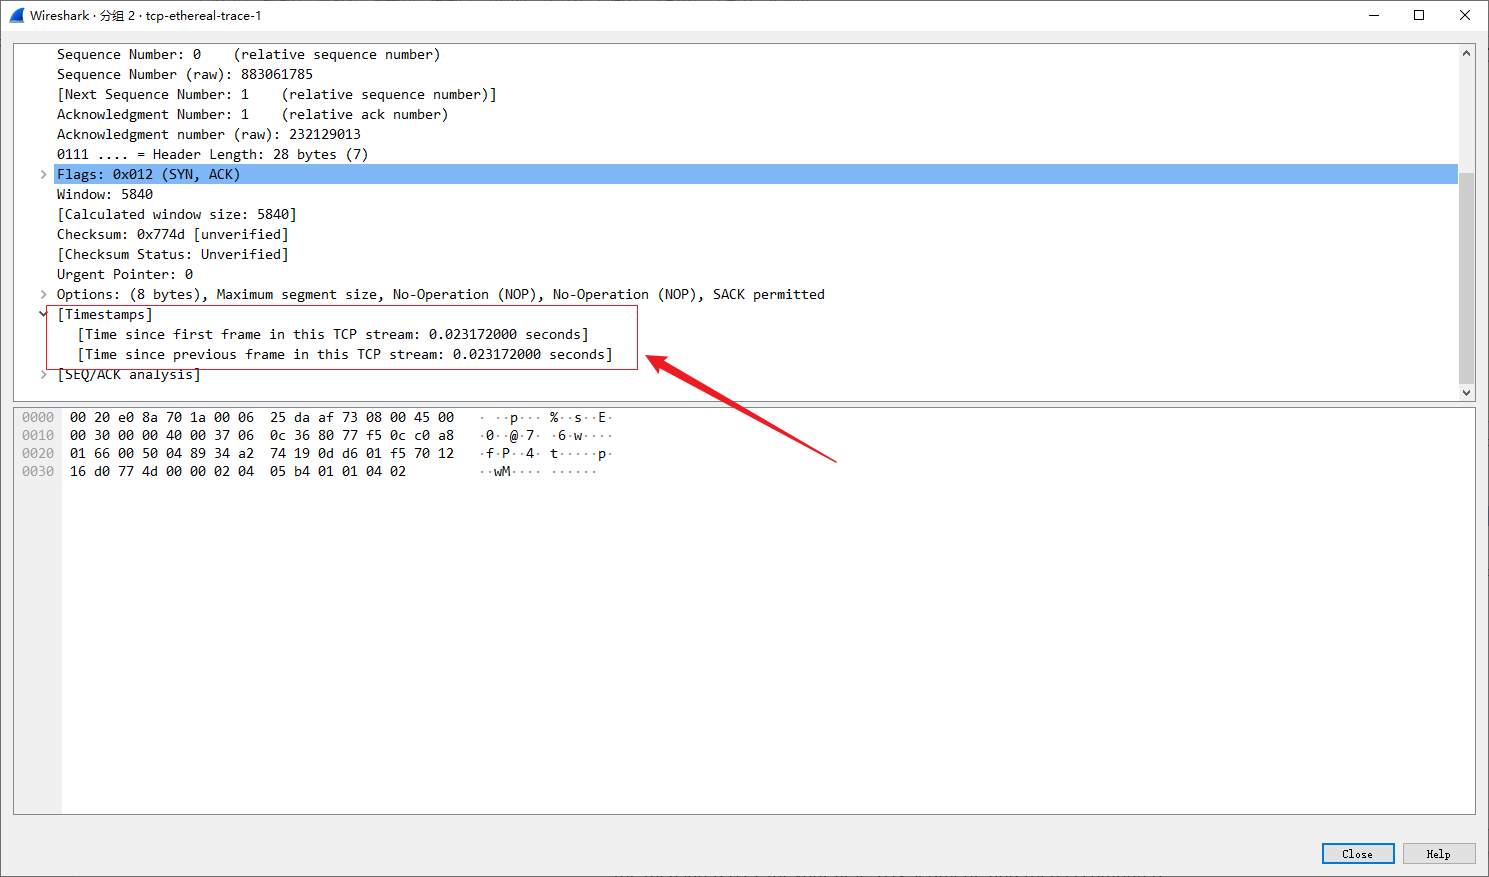 Wireshark · 分组 2 · tcp-ethereal-trace-1
Sequence Number: 0    (relative sequence number)
Sequence Number (raw): 883061785
[Next Sequence Number: 1    (relative sequence number)]
Acknowledgment Number: 1    (relative ack number)
Acknowledgment number (raw): 232129013
0111 .... = Header Length: 28 bytes (7)
Flags: 0x012 (SYN, ACK)
Window: 5840
[Calculated window size: 5840]
Checksum: 0x774d [unverified]
[Checksum Status: Unverified]
Urgent Pointer: 0
Options: (8 bytes), Maximum segment size, No-Operation (NOP), No-Operation (NOP), SACK permitted
[Timestamps]
[Time since first frame in this TCP stream: 0.023172000 seconds]
[Time since previous frame in this TCP stream: 0.023172000 seconds]
[SEQ/ACK analysis]
0000 00 20 e0 8a 70 1a 00 06 25 da af 73 08 00 45 00 · ··p··· %··s··E·
0010 00 30 00 00 40 00 37 06 0c 36 80 77 f5 0c c0 a8 ·0··@·7· ·6·w····
0020 01 66 00 50 04 89 34 a2 74 19 0d d6 01 f5 70 12 ·f·P··4· t·····p·
0030 16 d0 77 4d 00 00 02 04 05 b4 01 01 04 02 ··wM···· ······
Close Help